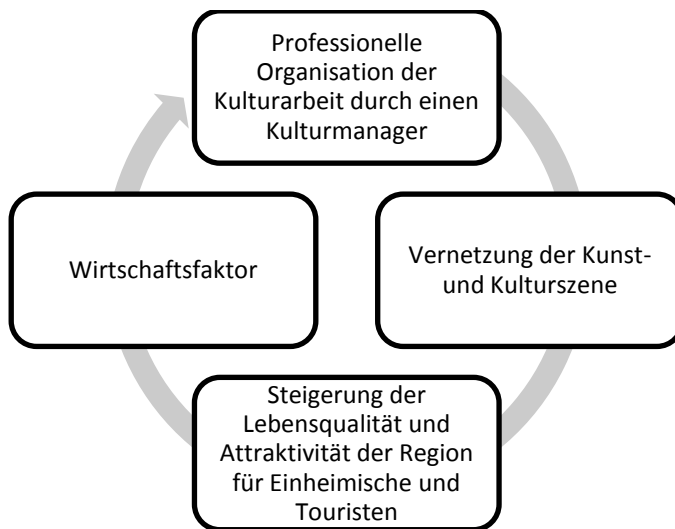 Professionelle
Organisation der
Kulturarbeit durch einen
Kulturmanager
Vernetzung der Kunst-
und Kulturszene
Steigerung der
Lebensqualität und
Attraktivität der Region
für Einheimische und
Touristen
Wirtschaftsfaktor